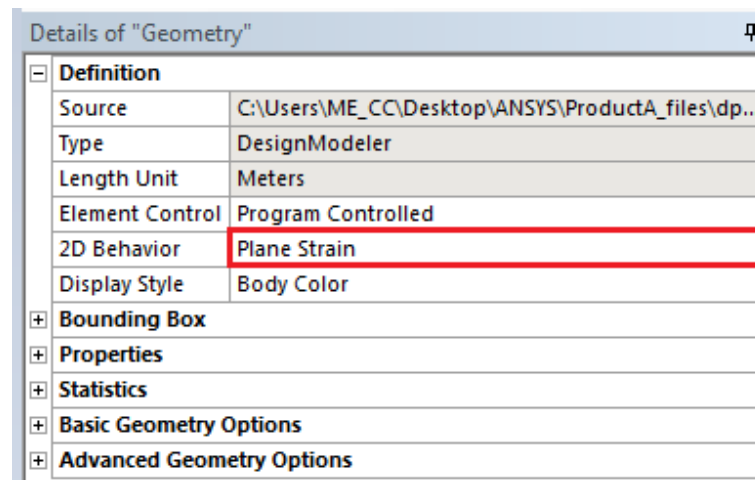 Details of "Geometry"
Definition
Source C:\Users\ME_CC\Desktop\ANSYS\ProductA_files\dp...
Type DesignModeler
Length Unit Meters
Element Control Program Controlled
2D Behavior Plane Strain
Display Style Body Color
Bounding Box
Properties
Statistics
Basic Geometry Options
Advanced Geometry Options